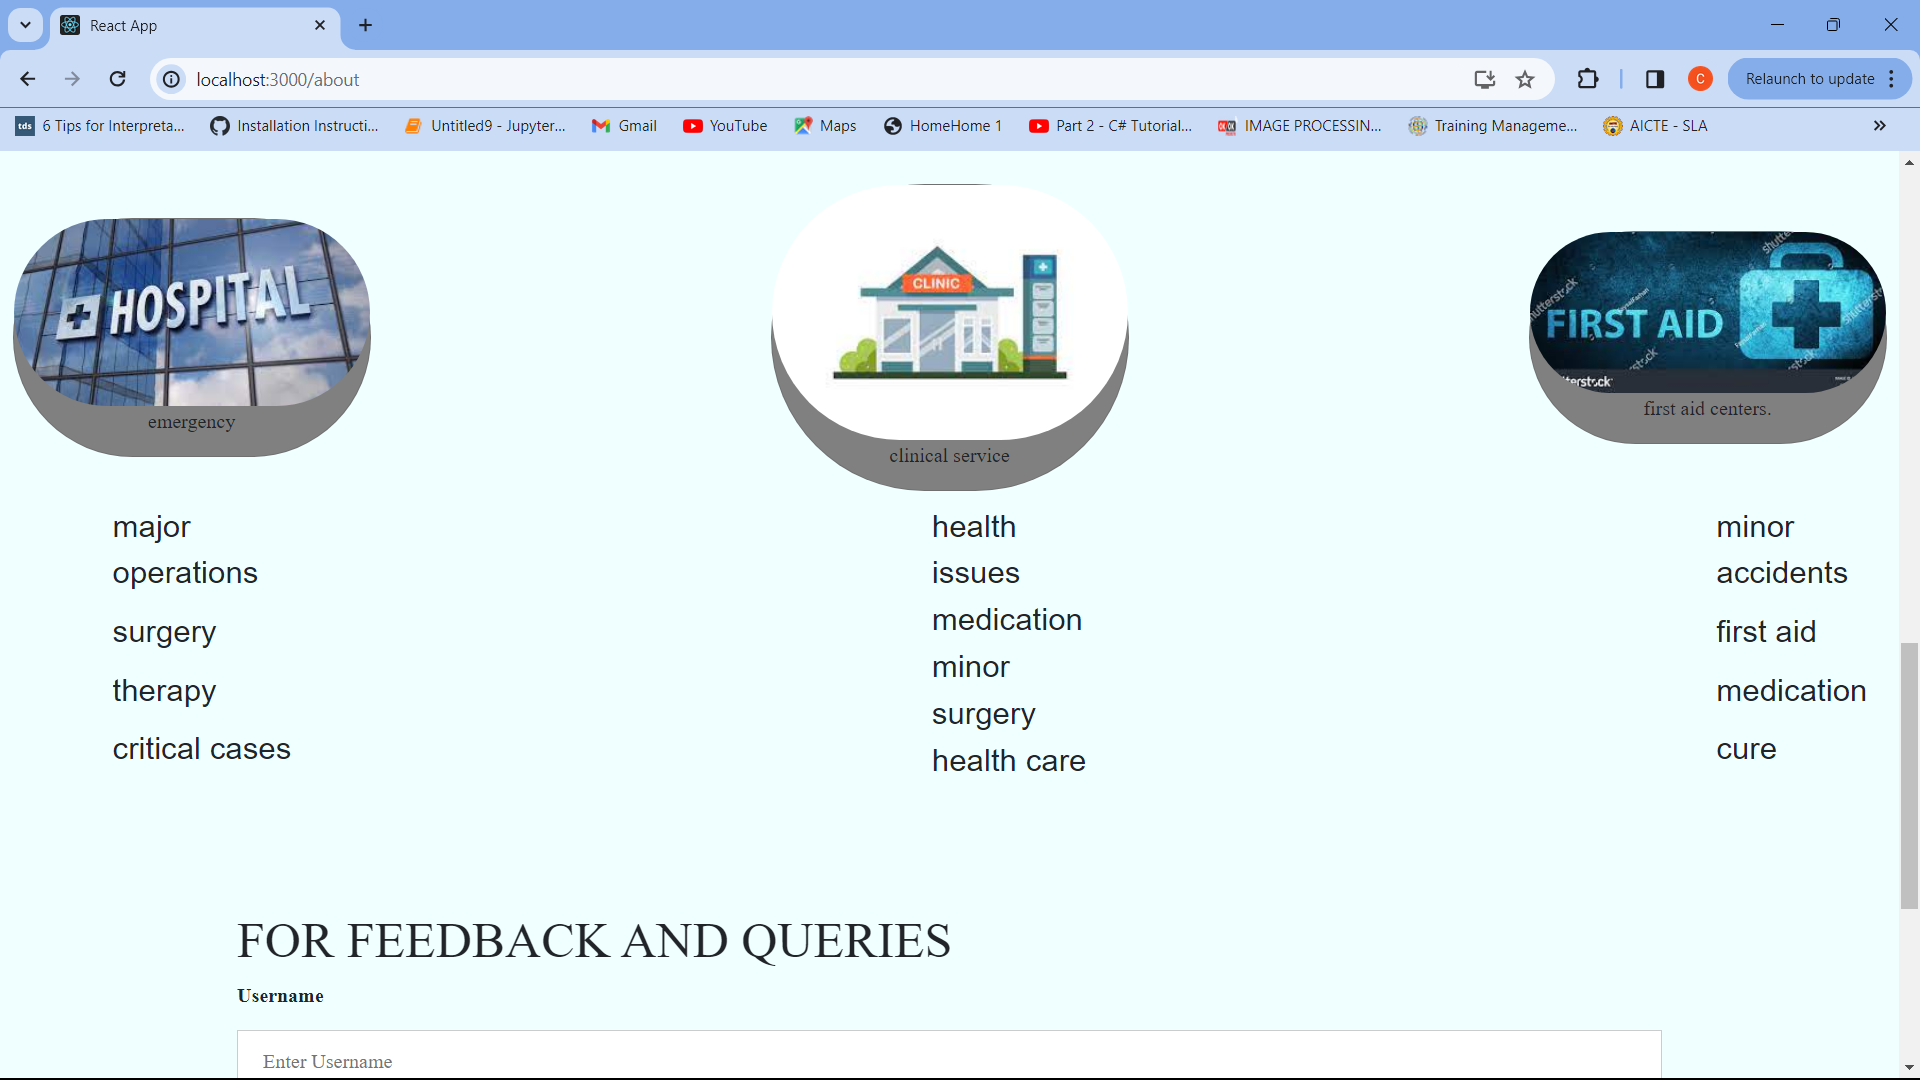 React App
localhost:3000/about
Relaunch to update
C
tds 6 Tips for Interpreta...
Installation Instructi...
Untitled9 - Jupyter...
Gmail
YouTube
Maps
HomeHome 1
Part 2 - C# Tutorial...
IMAGE PROCESSIN...
Training Manageme...
AICTE - SLA
HOSPITAL
emergency
CLINIC
clinical service
shutterstock
FIRST AID
first aid centers.
major
operations
surgery
therapy
critical cases
health
issues
medication
minor
surgery
health care
minor
accidents
first aid
medication
cure
FOR FEEDBACK AND QUERIES
Username
Enter Username